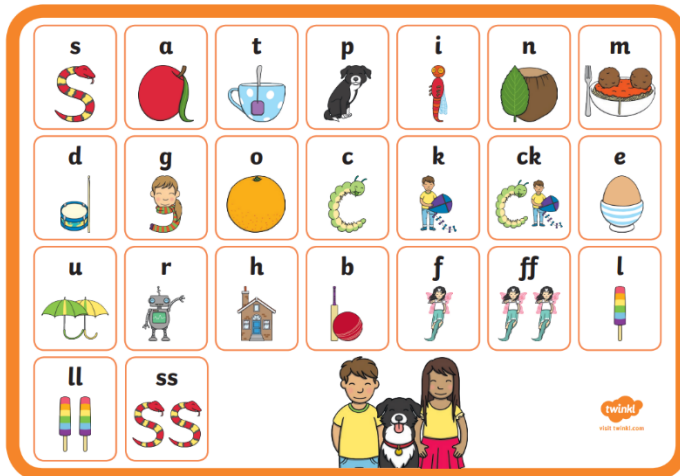 s a t p i n m
d g o c k ck e
u r h b f ff l
ll ss
twinkl
visit twinkl.com